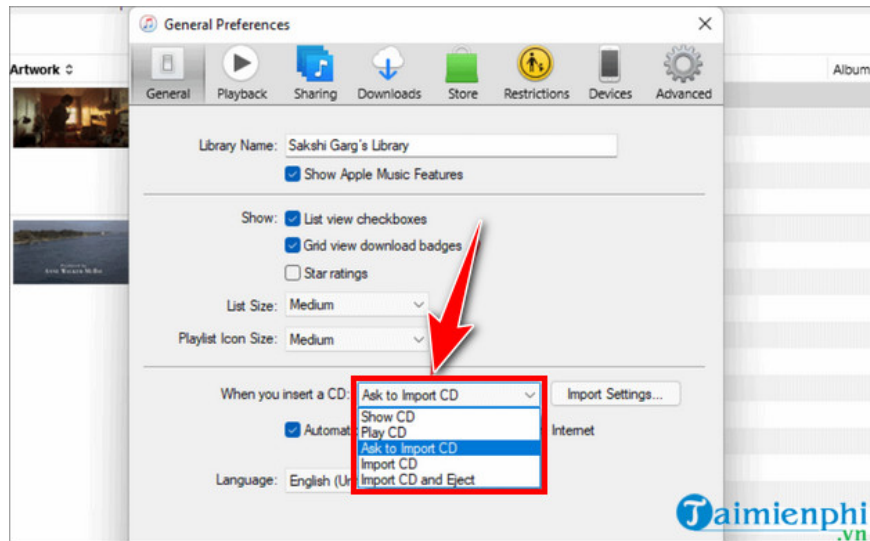 General Preferences
Artwork
Album
General Playback Sharing Downloads Store Restrictions Devices Advanced
Library Name: Sakshi Garg's Library
Show Apple Music Features
Show: List view checkboxes
Grid view download badges
Star ratings
List Size: Medium
Playlist Icon Size: Medium
When you insert a CD: Ask to Import CD Import Settings...
Show CD
Play CD
Automat Internet
Ask to Import CD
Import CD
Language: English (Un
Import CD and Eject
Taimienphi
.vn